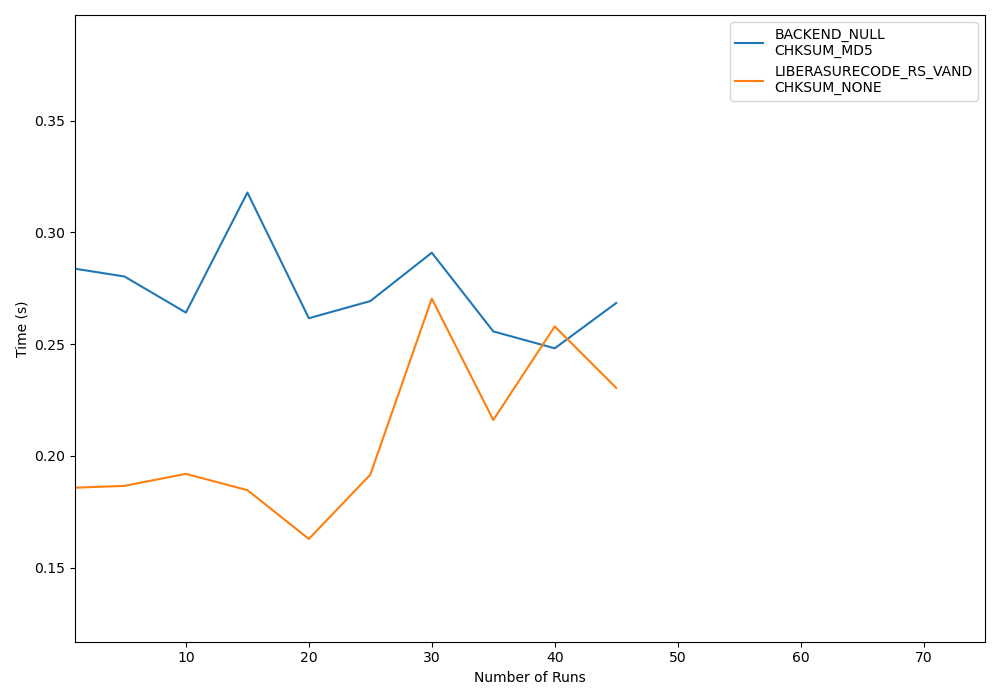 BACKEND_NULL
CHKSUM_MD5
LIBERASURECODE_RS_VAND
CHKSUM_NONE
0.35
0.30
0.25
0.20
0.15
Time (s)
10 20 30 40 50 60 70
Number of Runs